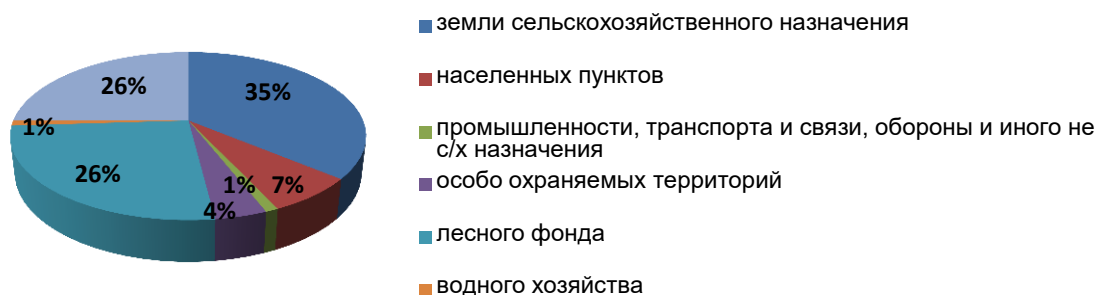 земли сельскохозяйственного назначения
населенных пунктов
промышленности, транспорта и связи, обороны и иного не
с/х назначения
особо охраняемых территорий
лесного фонда
водного хозяйства
26%
35%
1%
26%
1%
7%
4%